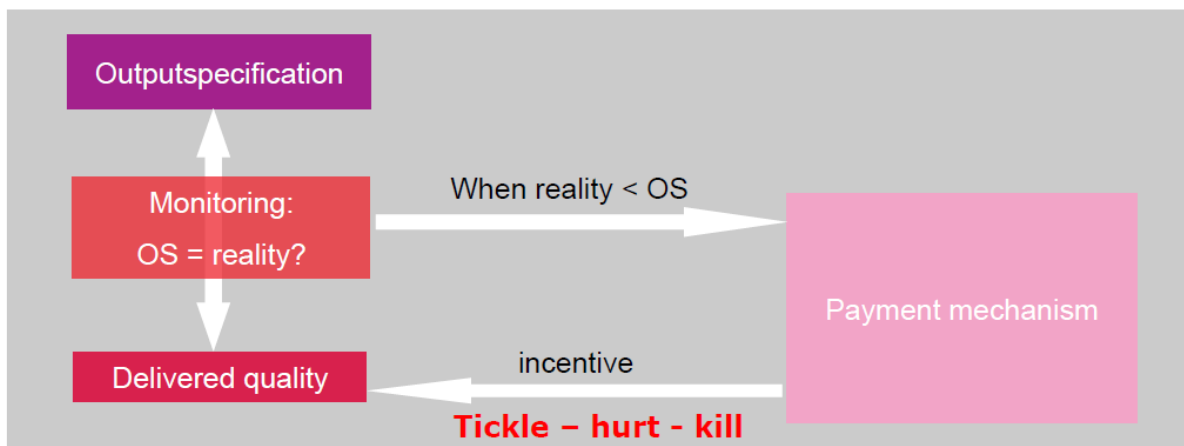 Outputspecification
Monitoring:
OS = reality?
When reality < OS
Payment mechanism
Delivered quality
incentive
Tickle – hurt - kill